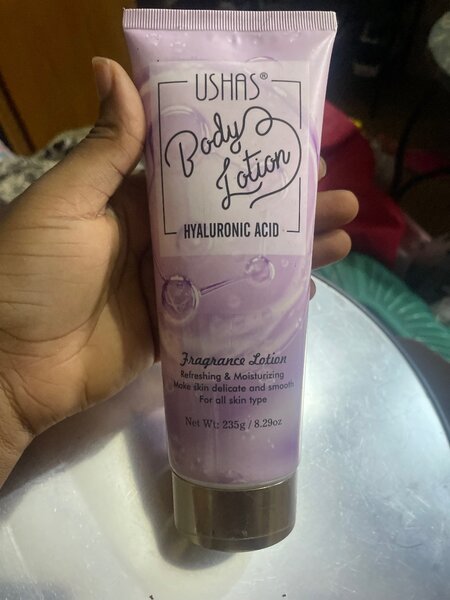 USHAS®
Body
Lotion
HYALURONIC ACID
Fragrance Lotion
Refreshing & Moisturizing
Make skin delicate and smooth
For all skin type
Net Wt: 235g / 8.29oz